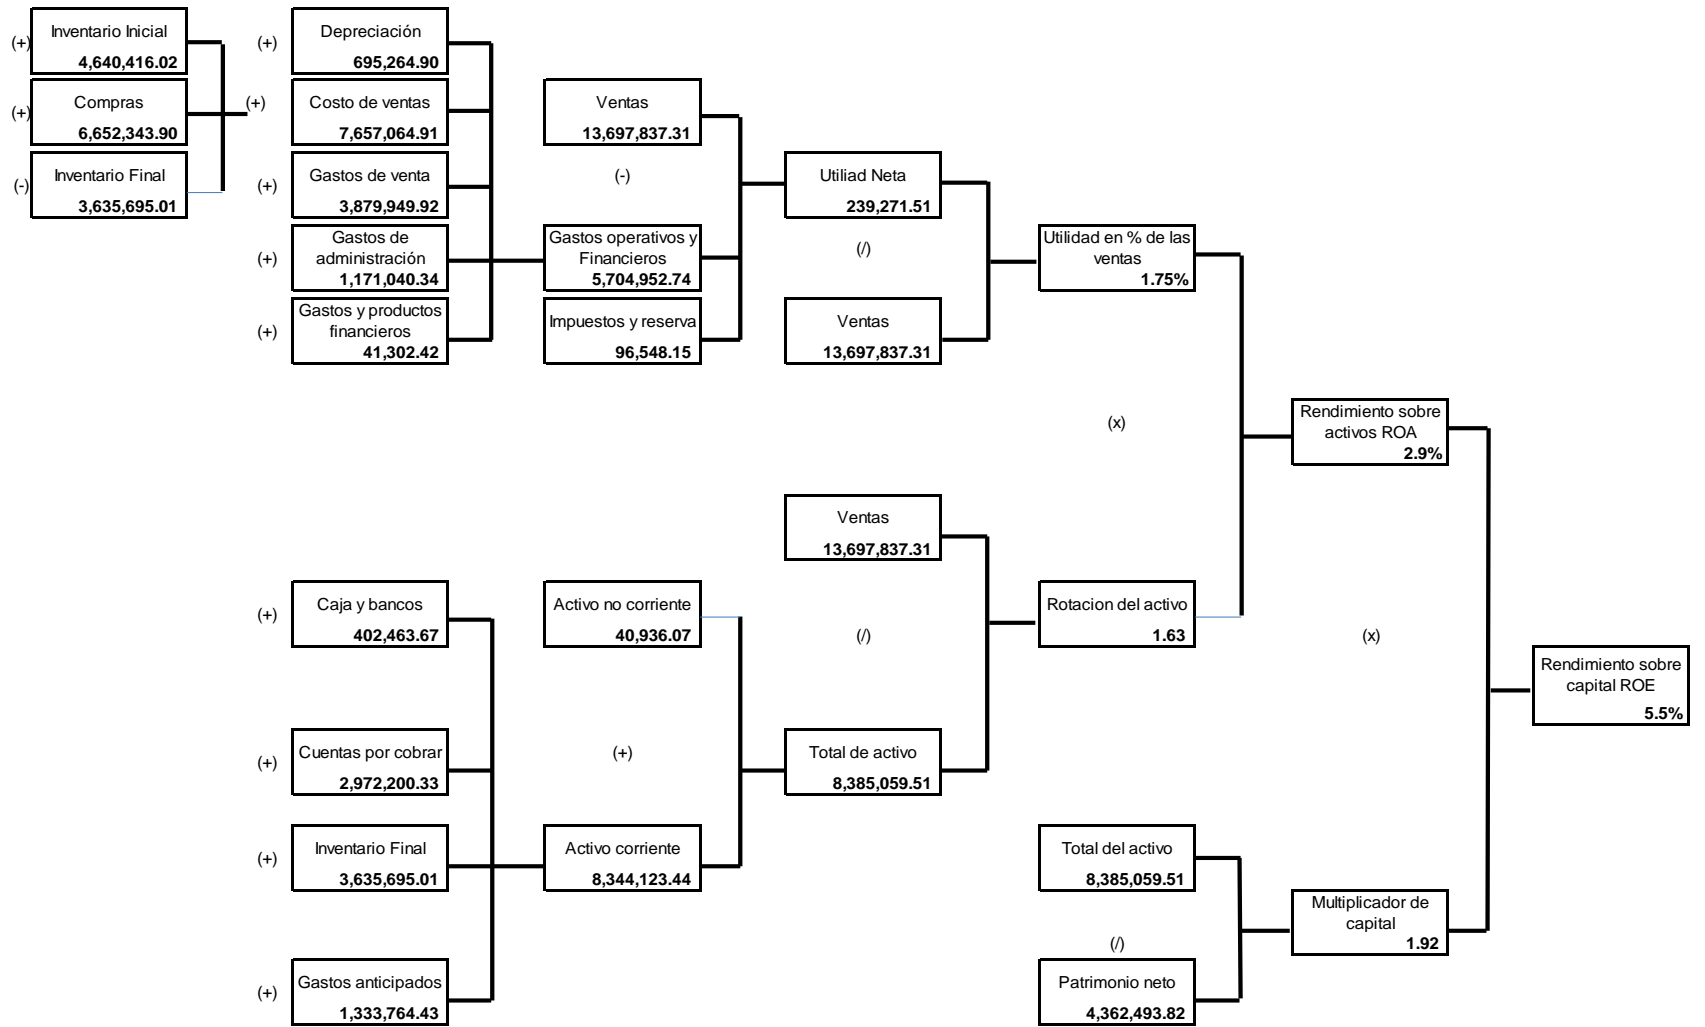 (+)
Inventario Inicial
4,640,416.02
(+)
Compras
6,652,343.90
(-)
Inventario Final
3,635,695.01
(+)
(+)
Depreciación
695,264.90
Costo de ventas
7,657,064.91
(+)
Gastos de venta
3,879,949.92
(+)
Gastos de
administración
1,171,040.34
(+)
Gastos y productos
financieros
41,302.42
Ventas
13,697,837.31
(-)
Gastos operativos y
Financieros
5,704,952.74
Impuestos y reserva
96,548.15
Utiliad Neta
239,271.51
(/)
Ventas
13,697,837.31
Utilidad en % de las
ventas
1.75%
(x)
Rendimiento sobre
activos ROA
2.9%
Ventas
13,697,837.31
(+)
Caja y bancos
402,463.67
Activo no corriente
40,936.07
(/)
Rotacion del activo
1.63
(x)
Rendimiento sobre
capital ROE
5.5%
(+)
Cuentas por cobrar
2,972,200.33
(+)
Total de activo
8,385,059.51
(+)
Inventario Final
3,635,695.01
Activo corriente
8,344,123.44
Total del activo
8,385,059.51
(/)
Multiplicador de
capital
1.92
(+)
Gastos anticipados
1,333,764.43
Patrimonio neto
4,362,493.82